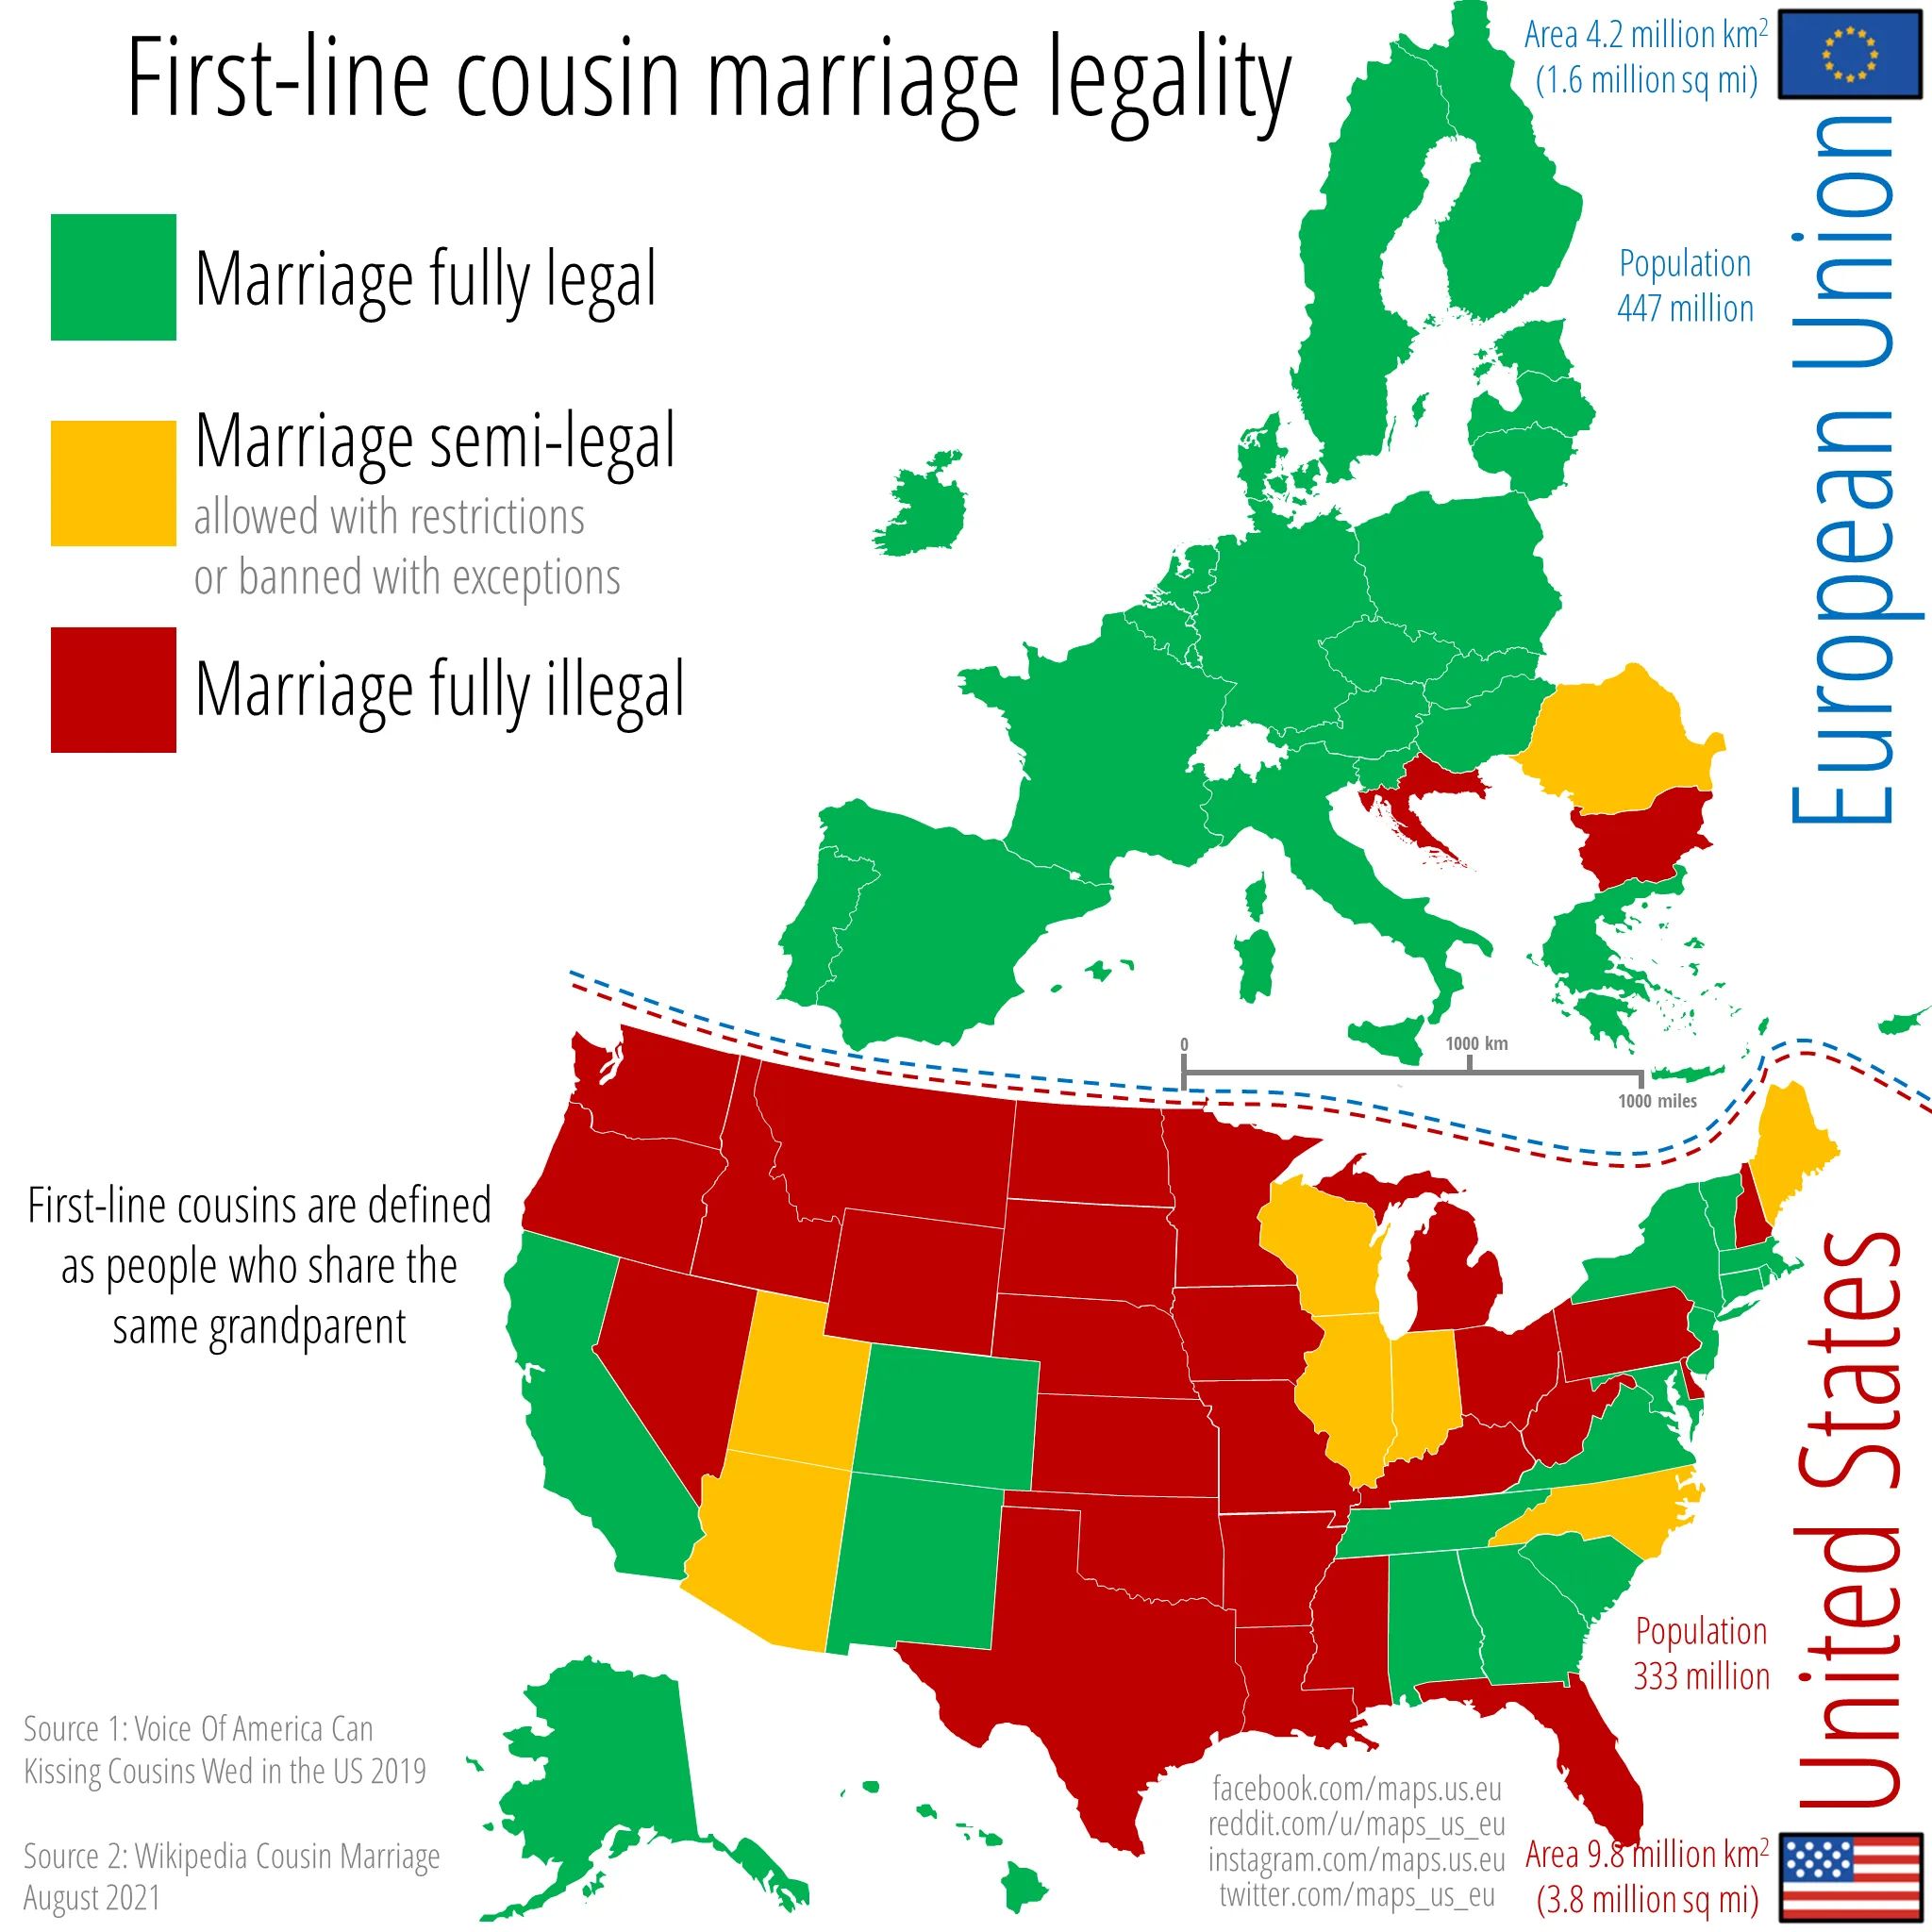 First-line cousin marriage legality
Area 4.2 million km²
(1.6 million sq mi)
European Union
Population
447 million
Marriage fully legal
Marriage semi-legal
allowed with restrictions
or banned with exceptions
Marriage fully illegal
0
1000 km
1000 miles
First-line cousins are defined
as people who share the
same grandparent
United States
Population
333 million
Source 1: Voice Of America Can
Kissing Cousins Wed in the US 2019
Source 2: Wikipedia Cousin Marriage
August 2021
facebook.com/maps.us.eu
reddit.com/u/maps_us_eu
instagram.com/maps.us.eu
twitter.com/maps_us_eu
Area 9.8 million km²
(3.8 million sq mi)